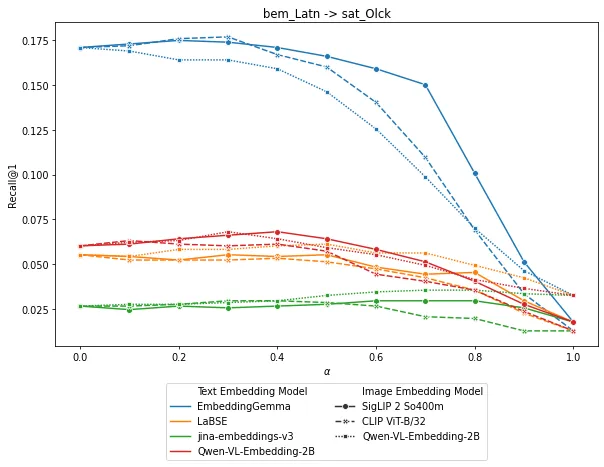 bem_Latn -> sat_Olck
0.175
0.150
0.125
0.100
0.075
0.050
0.025
Recall@1
0.0 0.2 0.4 0.6 0.8 1.0
α
Text Embedding Model
EmbeddingGemma
LaBSE
jina-embeddings-v3
Qwen-VL-Embedding-2B
Image Embedding Model
SigLIP 2 So400m
CLIP ViT-B/32
Qwen-VL-Embedding-2B